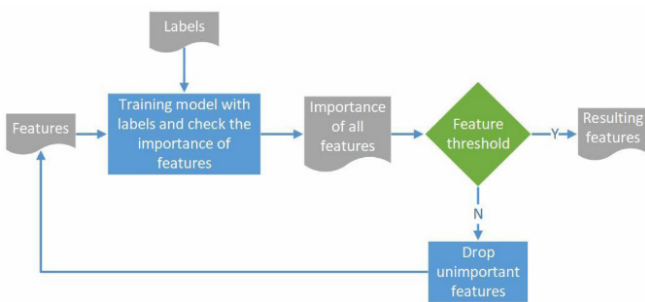 Labels
Features
Training model with
labels and check the
importance of
features
Importance
of all
features
Feature
threshold
Y
Resulting
features
N
Drop
unimportant
features